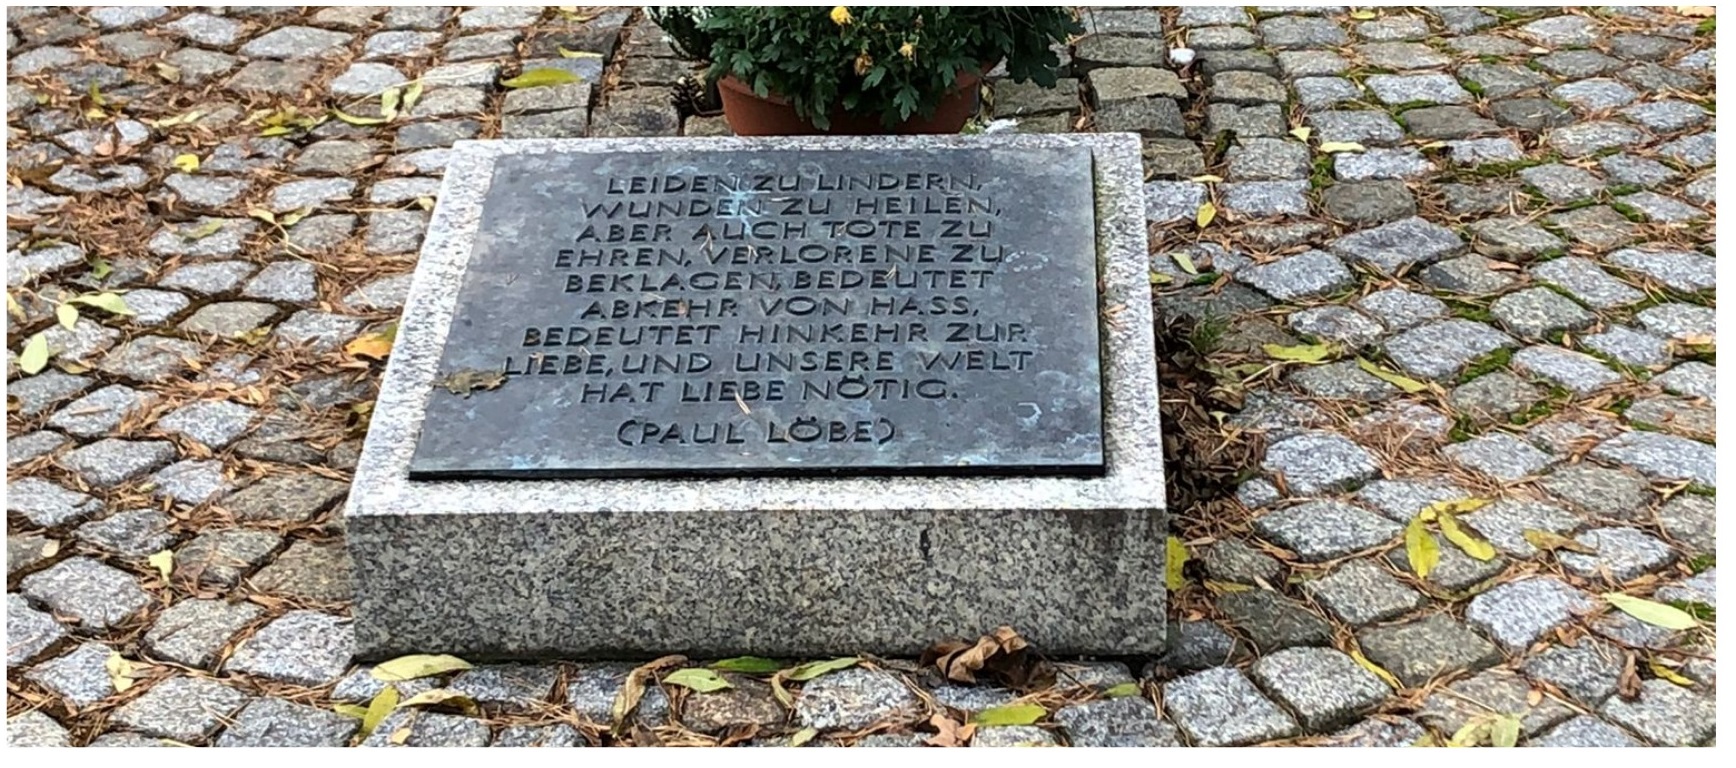 LEIDEN ZU LINDERN,
WUNDEN ZU HEILEN,
ABER AUCH TOTE ZU
EHREN, VERLORENE ZU
BEKLAGEN, BEDEUTET
ABKEHR VON HASS,
BEDEUTET HINKEHR ZUR
LIEBE, UND UNSERE WELT
HAT LIEBE NÖTIG.
(PAUL LÖBE)